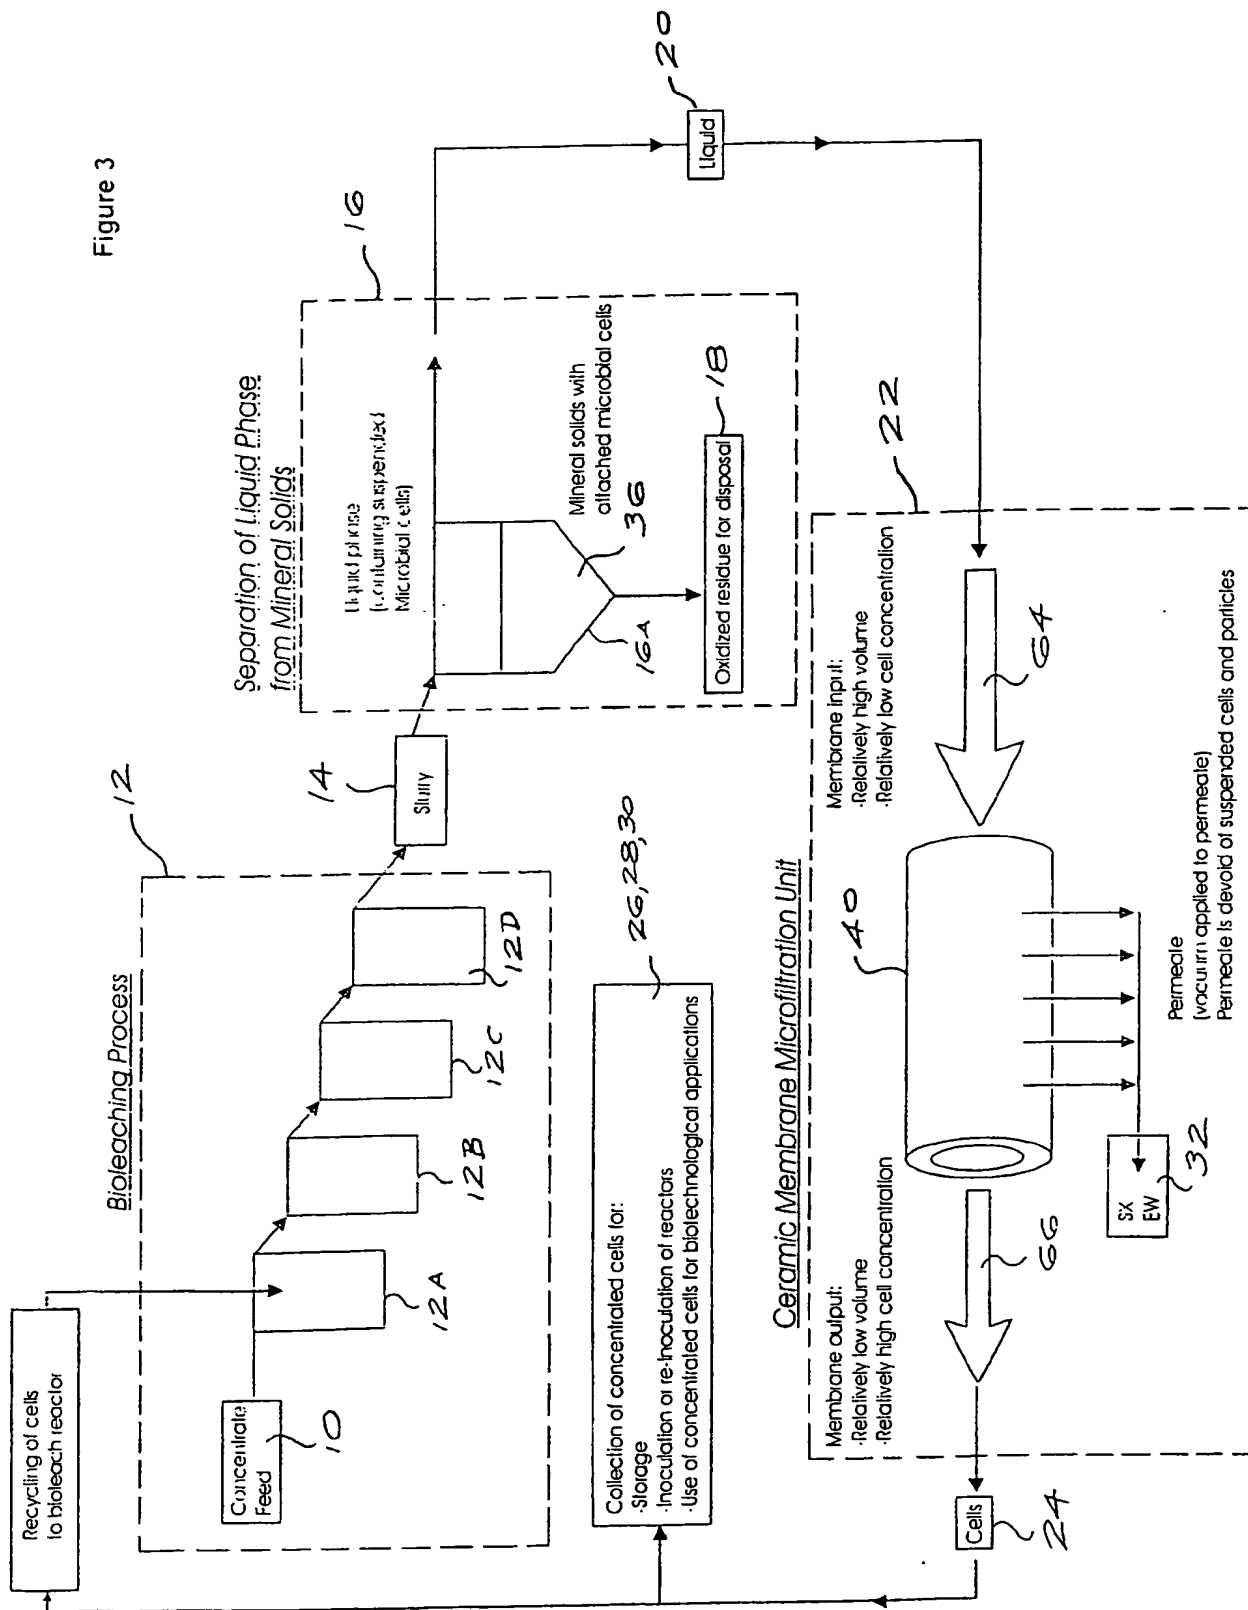 Figure 3
Recycling of cells
to bioleach reactor
Bioleaching Process
12
Concentrate
Feed
10
12A
12B
12C
12D
14
Slurry
Separation of Liquid Phase
from Mineral Solids
16
Liquid phase
(containing suspended
Microbial cells)
Mineral solids with
attached microbial cells
36
16A
Oxidized residue for disposal
18
20
Liquid
Collection of concentrated cells for:
·Storage
·Inoculation or re-inoculation of reactors
·Use of concentrated cells for biotechnological applications
26,28,30
Ceramic Membrane Microfiltration Unit
22
Membrane output:
·Relatively low volume
·Relatively high cell concentration
Membrane input:
·Relatively high volume
·Relatively low cell concentration
40
64
66
Cells
24
SX
EW
32
Permeate
(vacuum applied to permeate)
Permeate is devoid of suspended cells and particles